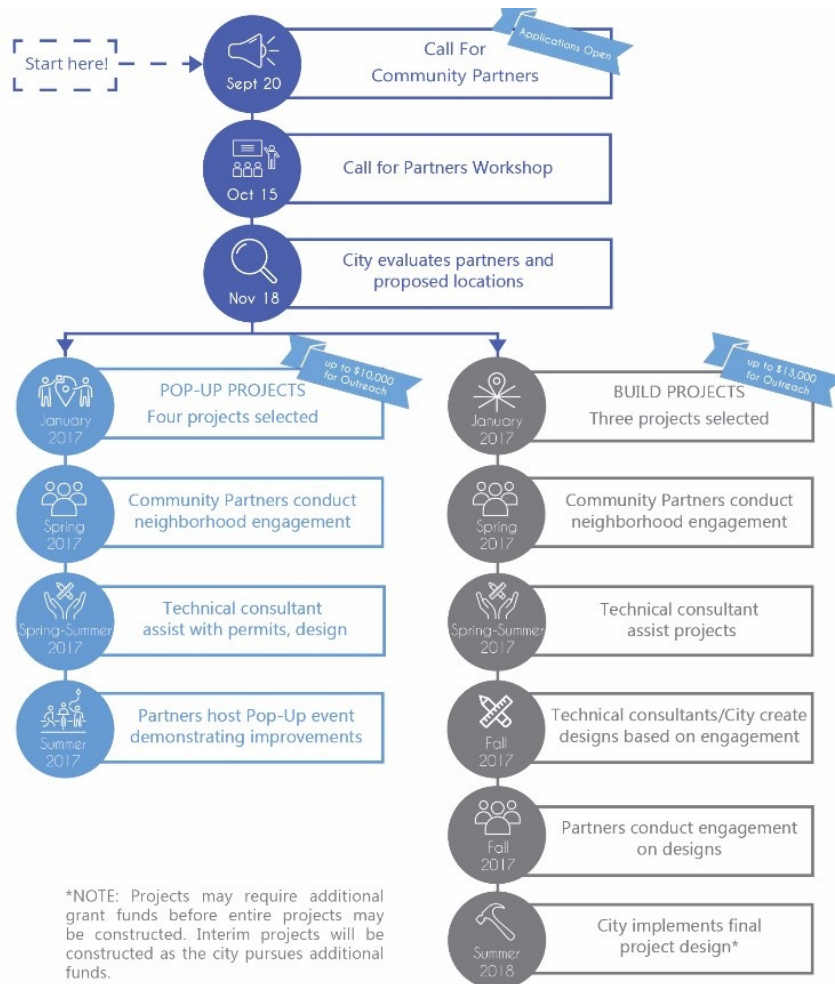 Start here!
Sept 20
Call For
Community Partners
Applications Open
Oct 15
Call for Partners Workshop
Nov 18
City evaluates partners and
proposed locations
January
2017
POP-UP PROJECTS
Four projects selected
up to $10,000
for Outreach
Spring
2017
Community Partners conduct
neighborhood engagement
Spring-Summer
2017
Technical consultant
assist with permits, design
Summer
2017
Partners host Pop-Up event
demonstrating improvements
January
2017
BUILD PROJECTS
Three projects selected
up to $13,000
for Outreach
Spring
2017
Community Partners conduct
neighborhood engagement
Spring-Summer
2017
Technical consultant
assist projects
Fall
2017
Technical consultants/City create
designs based on engagement
Fall
2017
Partners conduct engagement
on designs
Summer
2018
City implements final
project design*
*NOTE: Projects may require additional
grant funds before entire projects may
be constructed. Interim projects will be
constructed as the city pursues additional
funds.